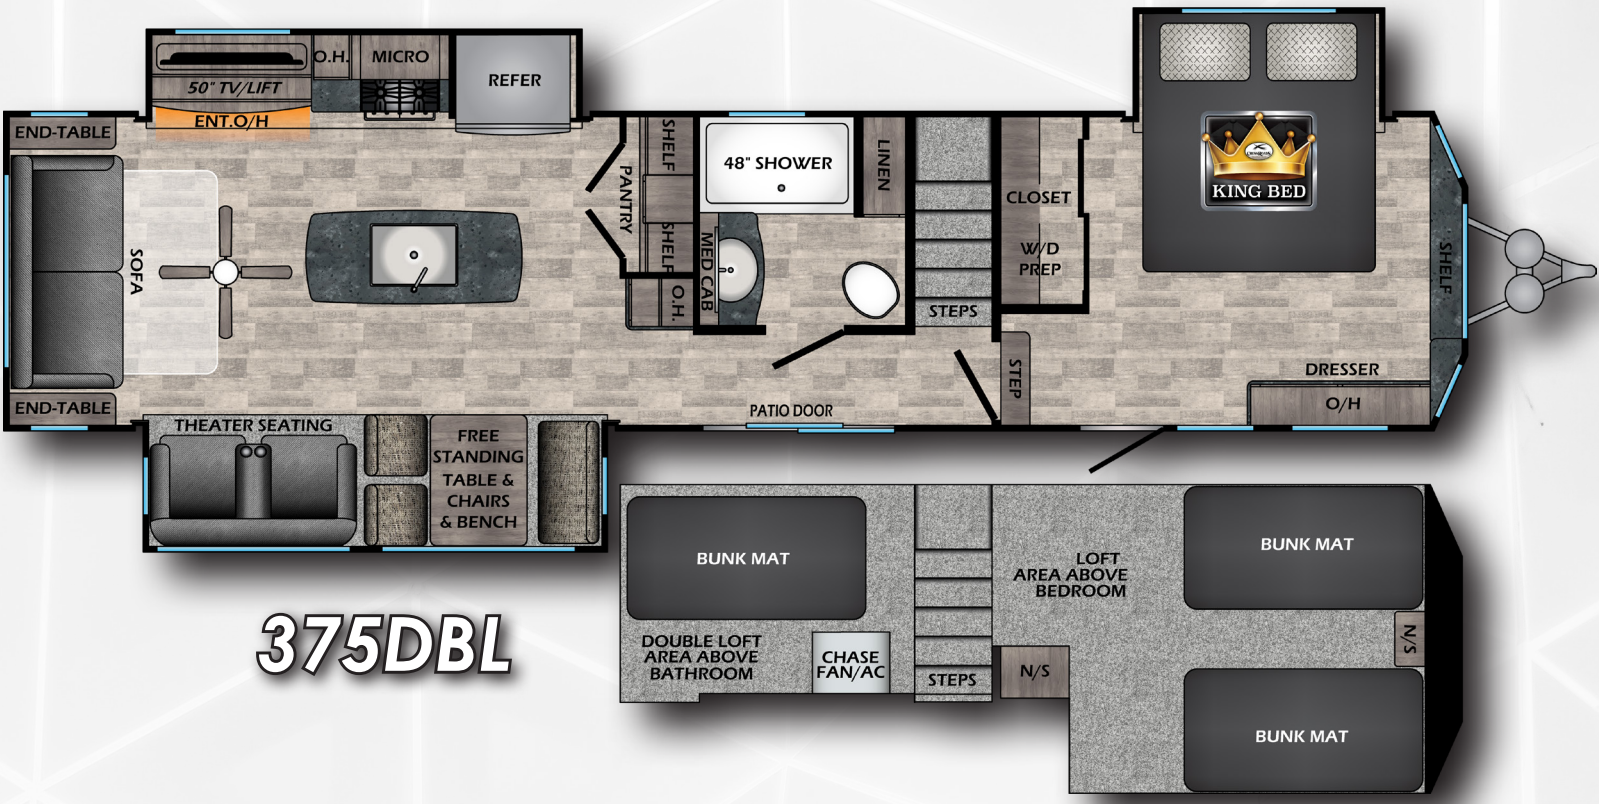 O.H.
MICRO
REFER
50" TV/LIFT
ENT.O/H
END-TABLE
SOFA
END-TABLE
SHELF
PANTRY
SHELF
O.H.
48" SHOWER
LINEN
MED CAB
STEPS
CLOSET
W/D
PREP
KING BED
SHELF
STEP
DRESSER
O/H
PATIO DOOR
THEATER SEATING
FREE
STANDING
TABLE &
CHAIRS
& BENCH
BUNK MAT
DOUBLE LOFT
AREA ABOVE
BATHROOM
CHASE
FAN/AC
STEPS
LOFT
AREA ABOVE
BEDROOM
N/S
BUNK MAT
N/S
BUNK MAT
375DBL